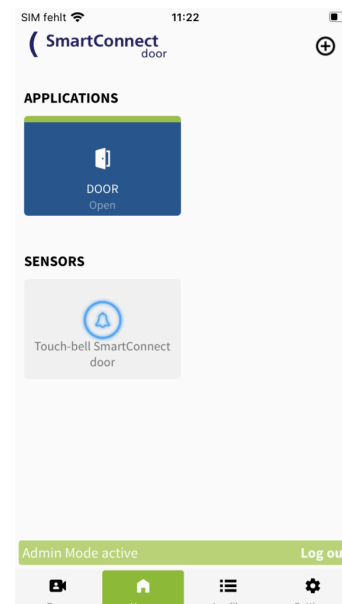 SIM fehlt 11:22
SmartConnect
door
APPLICATIONS
DOOR
Open
SENSORS
Touch-bell SmartConnect
door
Admin Mode active Log ou